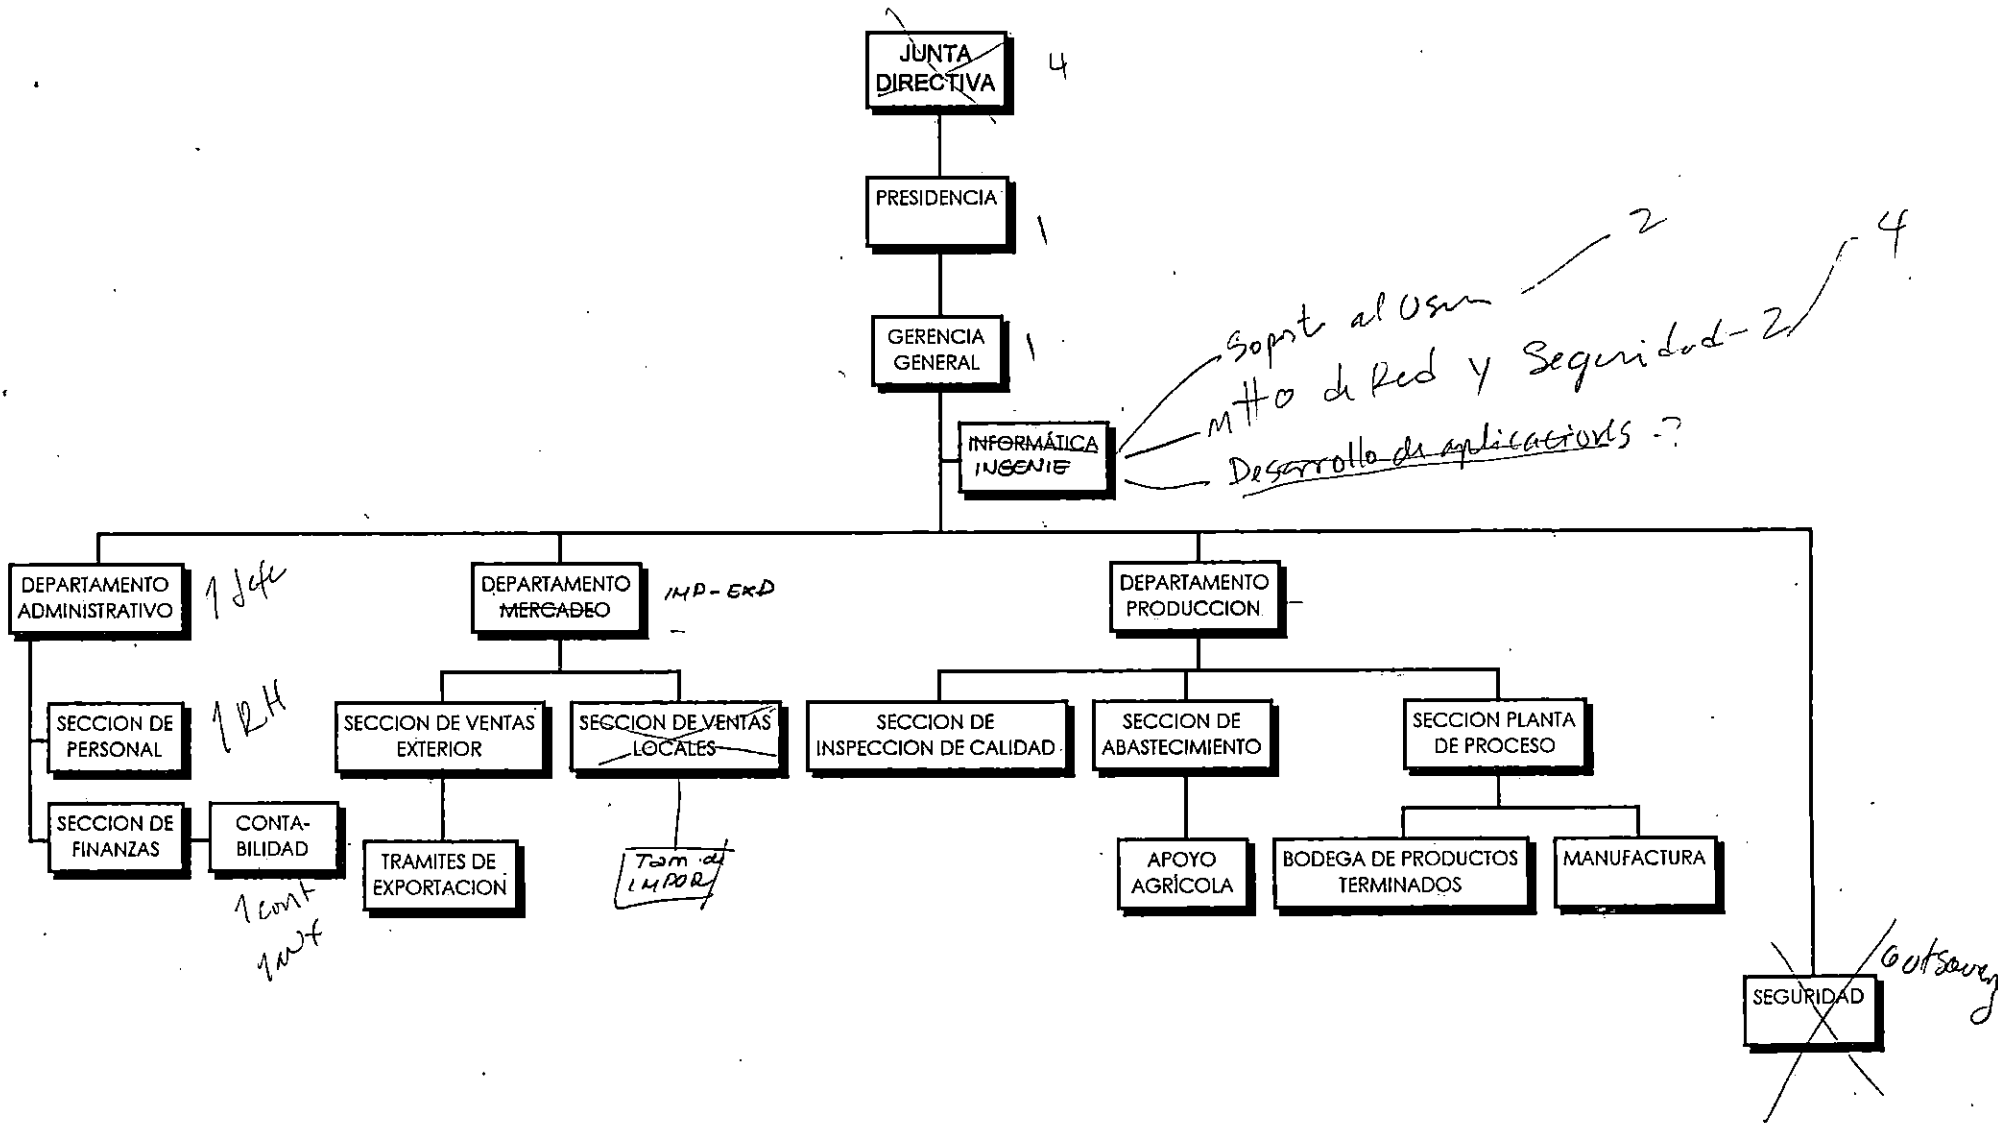 JUNTA
DIRECTIVA
4
PRESIDENCIA
1
GERENCIA
GENERAL
1
al
2
4
Mtto de Red y Seguridad - 2
Desarrollo de aplicaciones - ?
INFORMÁTICA
INGENIE
DEPARTAMENTO
ADMINISTRATIVO
1 Jefe
DEPARTAMENTO
MERCADEO
IMP - EXP
DEPARTAMENTO
PRODUCCION
SECCION DE
PERSONAL
1 RH
SECCION DE VENTAS
EXTERIOR
SECCION DE VENTAS
LOCALES
SECCION DE
INSPECCION DE CALIDAD
SECCION DE
ABASTECIMIENTO
SECCION PLANTA
DE PROCESO
SECCION DE
FINANZAS
CONTA-
BILIDAD
1 cont
TRAMITES DE
EXPORTACION
IMPOR
APOYO
AGRÍCOLA
BODEGA DE PRODUCTOS
TERMINADOS
MANUFACTURA
SEGURIDAD